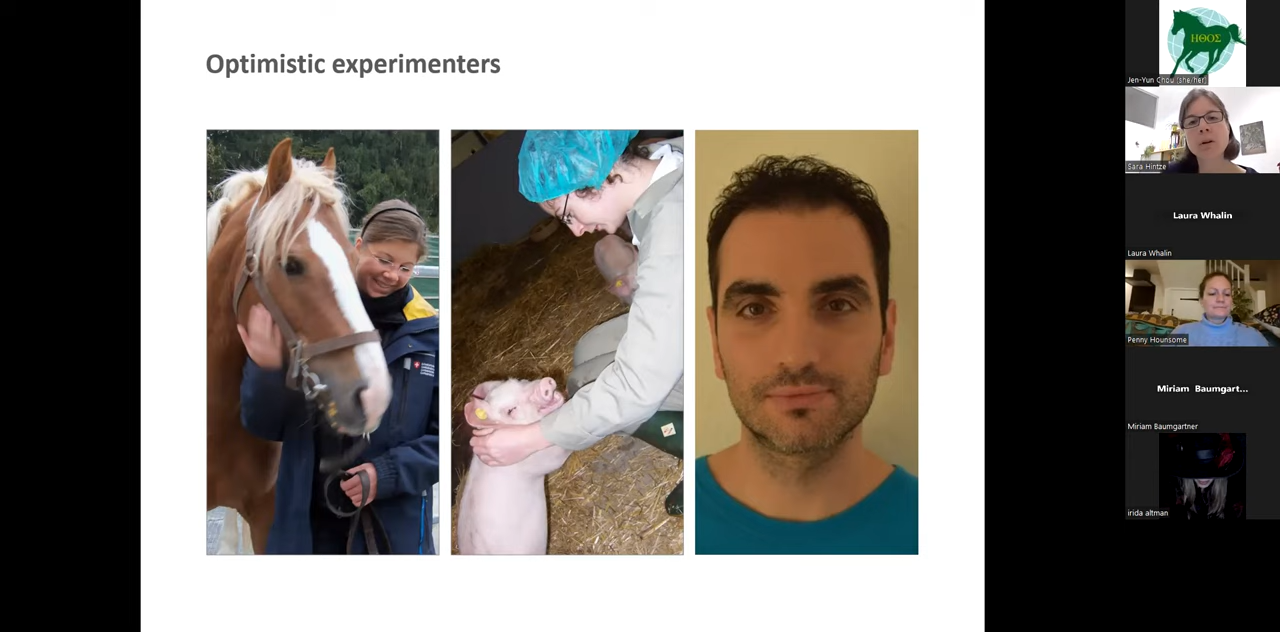 Optimistic experimenters
ΗΘΟΣ
Jen-Yun Chou (she/her)
Sara Hintze
Laura Whalin
Laura Whalin
Penny Hounsome
Miriam Baumgart...
Miriam Baumgartner
irida altman